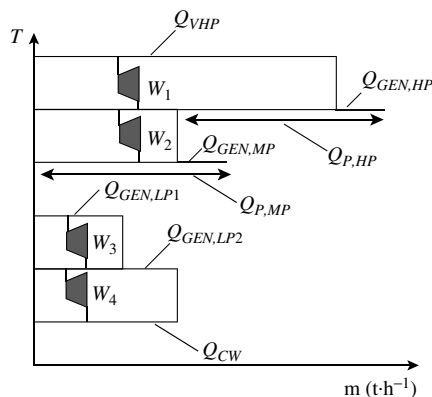 T
Q_VHP
W_1
Q_GEN,HP
W_2
Q_GEN,MP
Q_P,HP
Q_GEN,LP1
Q_P,MP
W_3
Q_GEN,LP2
W_4
Q_CW
m (t·h⁻¹)